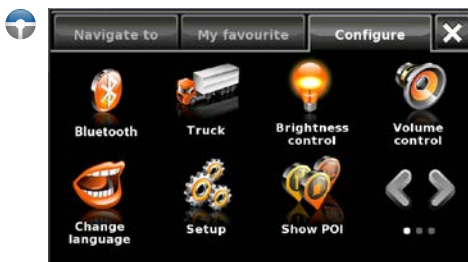 Navigate to
My favourite
Configure
Bluetooth
Truck
Brightness
control
Volume
control
Change
language
Setup
Show POI